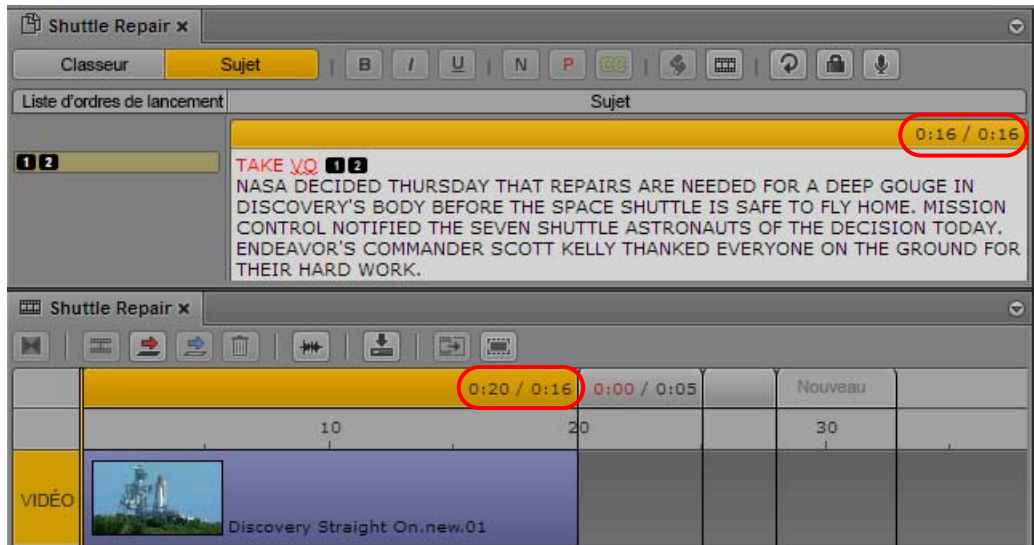 Shuttle Repair ×
Classeur Sujet | B I U | N P CC |
Liste d'ordres de lancement Sujet
0:16 / 0:16
1 2 TAKE VO 1 2
NASA DECIDED THURSDAY THAT REPAIRS ARE NEEDED FOR A DEEP GOUGE IN
DISCOVERY'S BODY BEFORE THE SPACE SHUTTLE IS SAFE TO FLY HOME. MISSION
CONTROL NOTIFIED THE SEVEN SHUTTLE ASTRONAUTS OF THE DECISION TODAY.
ENDEAVOR'S COMMANDER SCOTT KELLY THANKED EVERYONE ON THE GROUND FOR
THEIR HARD WORK.
Shuttle Repair ×
0:20 / 0:16 0:00 / 0:05 Nouveau
10 20 30
VIDÉO
Discovery Straight On.new.01